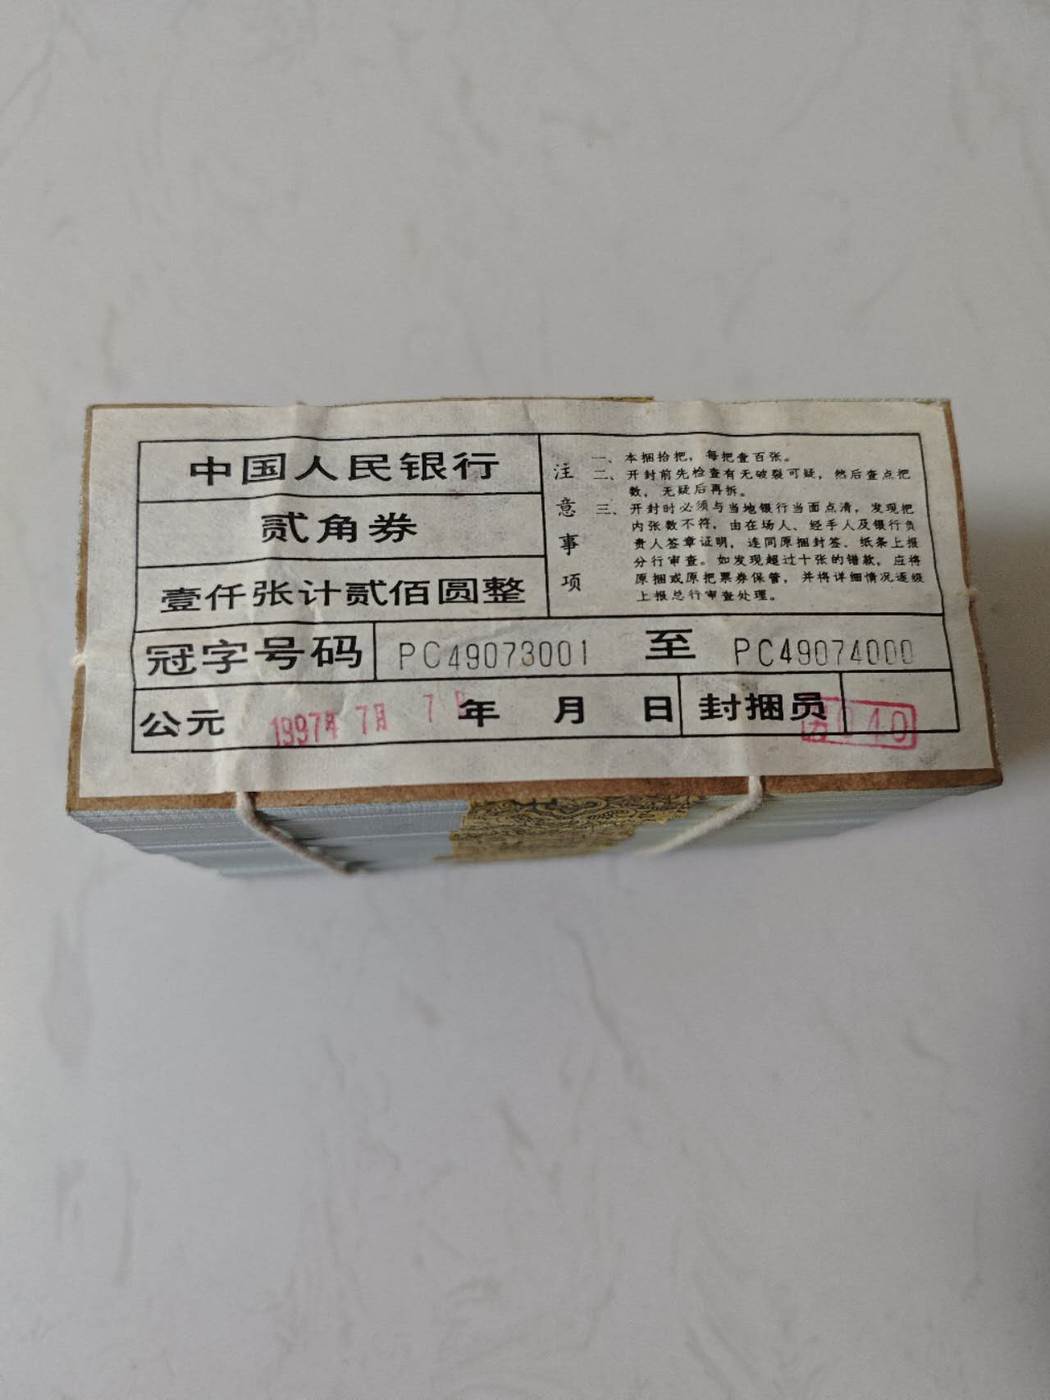 中国人民银行
贰角券
壹仟张计贰佰圆整
注意事项
一、本捆拾把，每把壹百张。
二、开封前先检查有无破裂可疑，然后查点把
数，无疑后再拆。
三、开封时必须与当地银行当面点清，发现把
内张数不符，由在场人、经手人及银行负
责人签章证明，连同原捆封签、纸条上报
分行审查。如发现超过十张的错款，应将
原捆或原把票券保管，并将详细情况逐级
上报总行审查处理。
冠字号码 PC49073001 至 PC49074000
公元 1997年 7月 7 年 月 日 封捆员 40